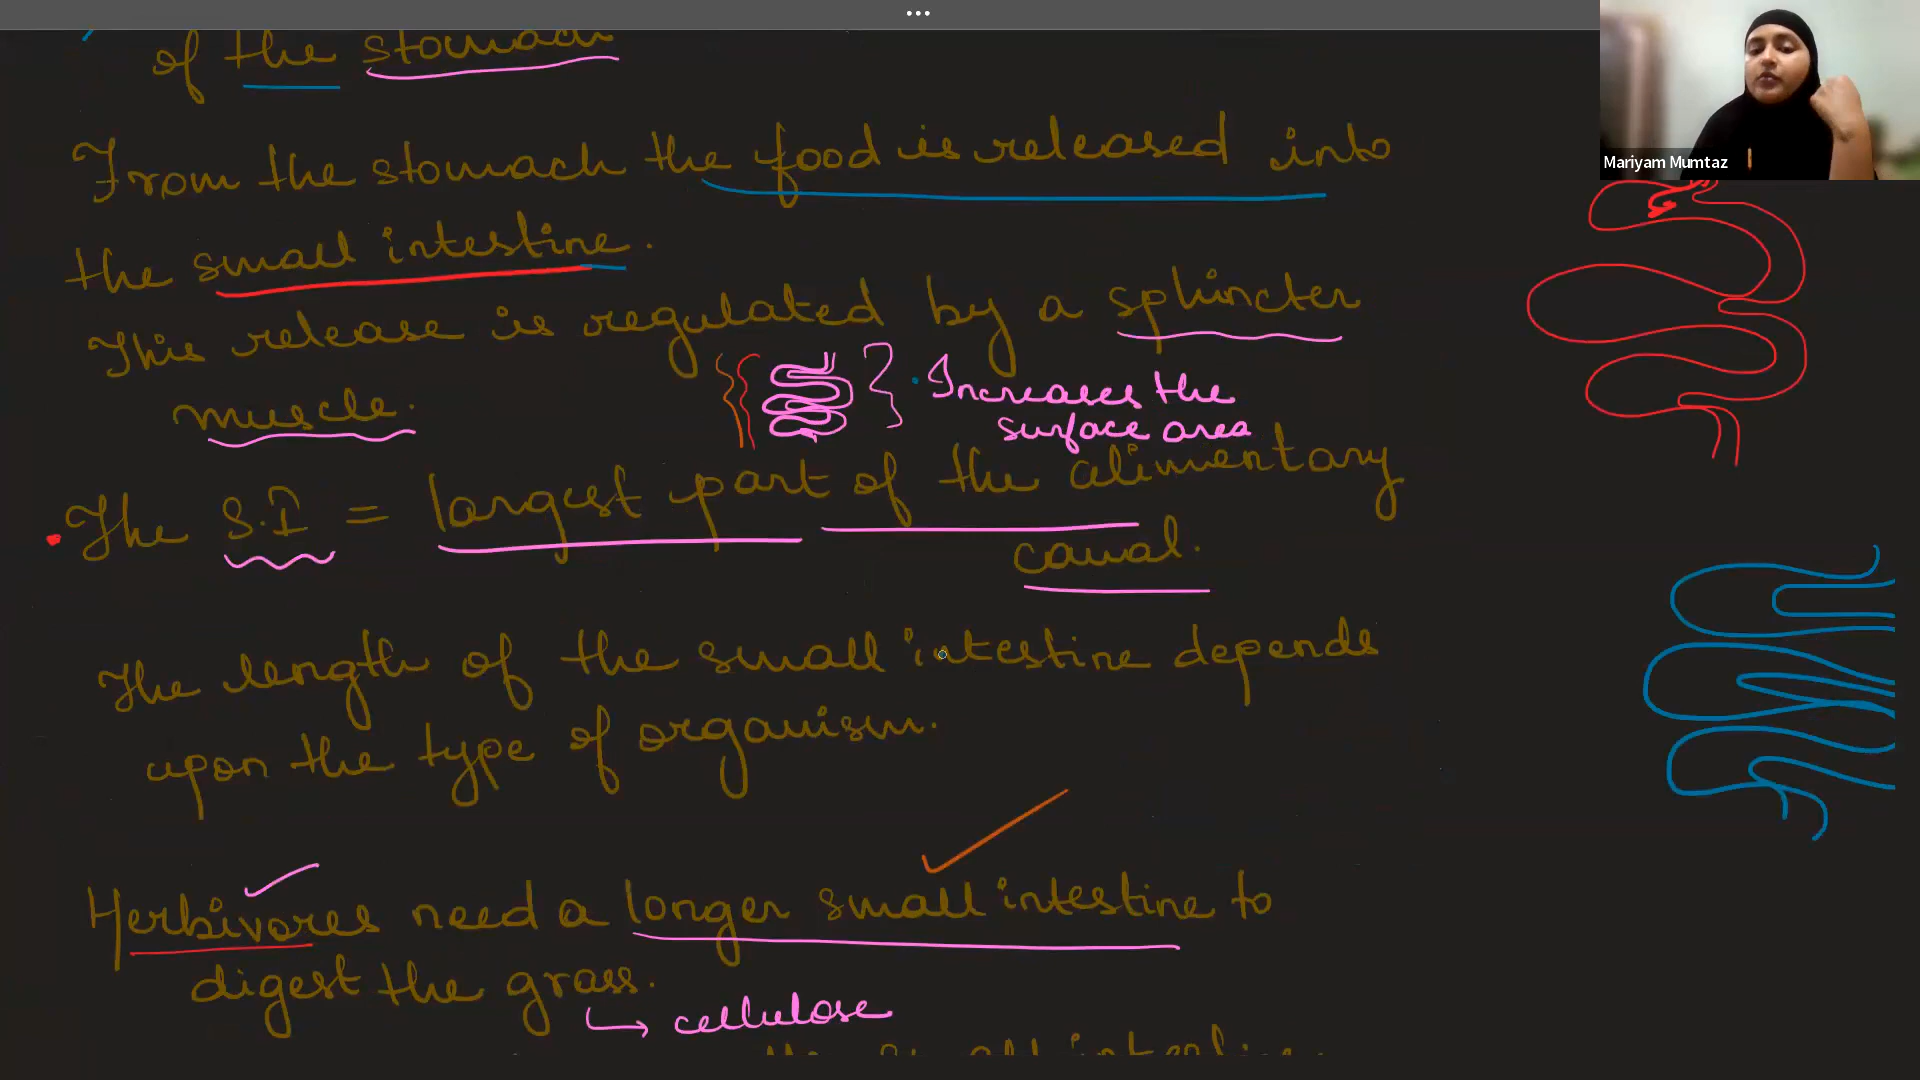 of the stomach
From the stomach the food is released into
the small intestine.
This release is regulated by a sphincter
muscle.
Increases the
surface area
The S.I = largest part of the alimentary
canal.
The length of the small intestine depends
upon the type of organism.
Herbivores need a longer small intestine to
digest the grass.
cellulose
Mariyam Mumtaz